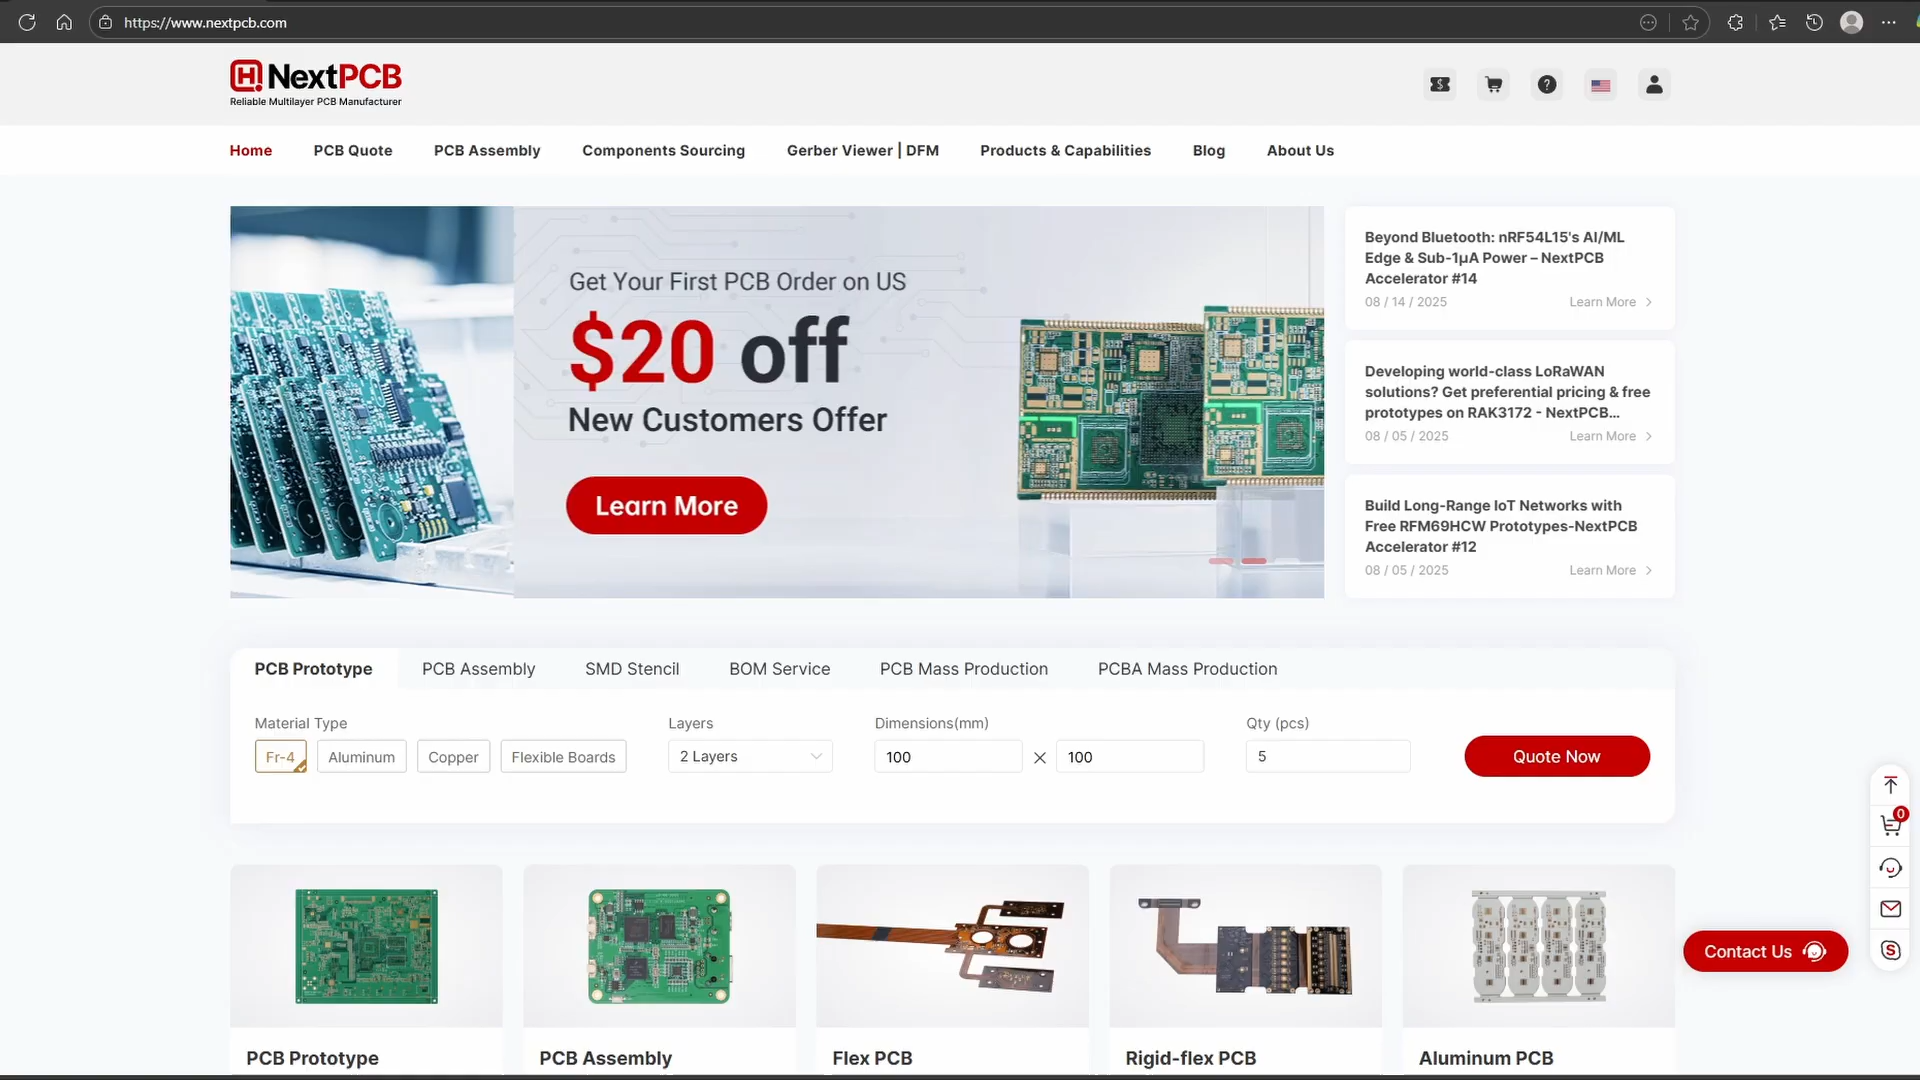 https://www.nextpcb.com
NextPCB
Reliable Multilayer PCB Manufacturer
Home
PCB Quote
PCB Assembly
Components Sourcing
Gerber Viewer | DFM
Products & Capabilities
Blog
About Us
Get Your First PCB Order on US
$20 off
New Customers Offer
Learn More
Beyond Bluetooth: nRF54L15's AI/ML
Edge & Sub-1µA Power – NextPCB
Accelerator #14
08 / 14 / 2025
Learn More
Developing world-class LoRaWAN
solutions? Get preferential pricing & free
prototypes on RAK3172 - NextPCB...
08 / 05 / 2025
Learn More
Build Long-Range IoT Networks with
Free RFM69HCW Prototypes-NextPCB
Accelerator #12
08 / 05 / 2025
Learn More
PCB Prototype
PCB Assembly
SMD Stencil
BOM Service
PCB Mass Production
PCBA Mass Production
Material Type
Layers
Dimensions(mm)
Qty (pcs)
Fr-4
Aluminum
Copper
Flexible Boards
2 Layers
100
100
5
Quote Now
0
Contact Us
PCB Prototype
PCB Assembly
Flex PCB
Rigid-flex PCB
Aluminum PCB